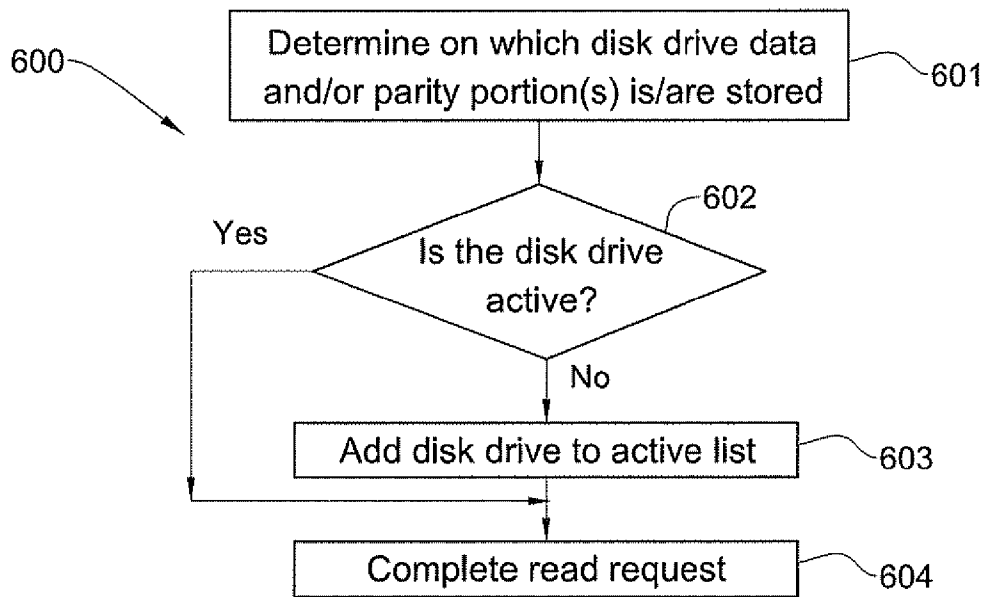 600
Determine on which disk drive data
and/or parity portion(s) is/are stored
601
602
Yes
Is the disk drive
active?
No
Add disk drive to active list
603
Complete read request
604